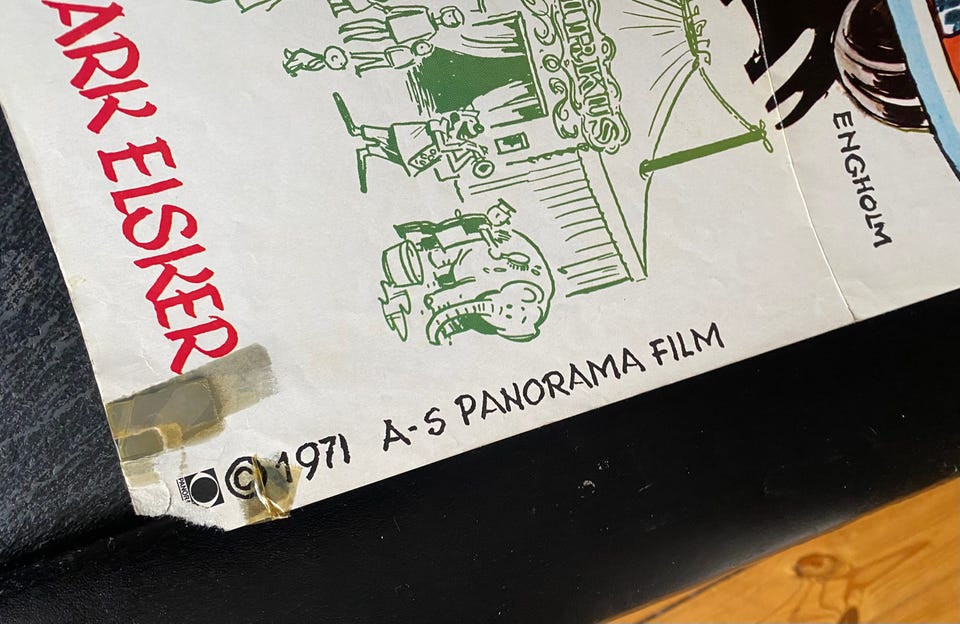 ARK ELSKER
CIRKUS
ENGHOLM
© 1971 A-S PANORAMA FILM